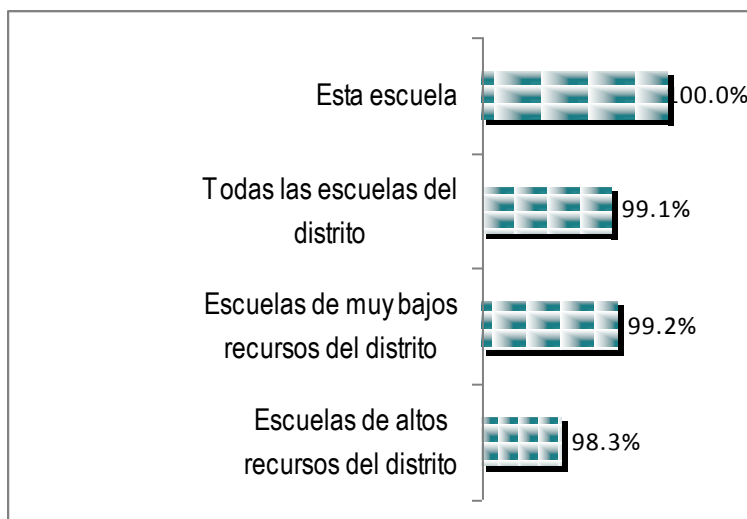 Esta escuela
100.0%
Todas las escuelas del
distrito
99.1%
Escuelas de muy bajos
recursos del distrito
99.2%
Escuelas de altos
recursos del distrito
98.3%